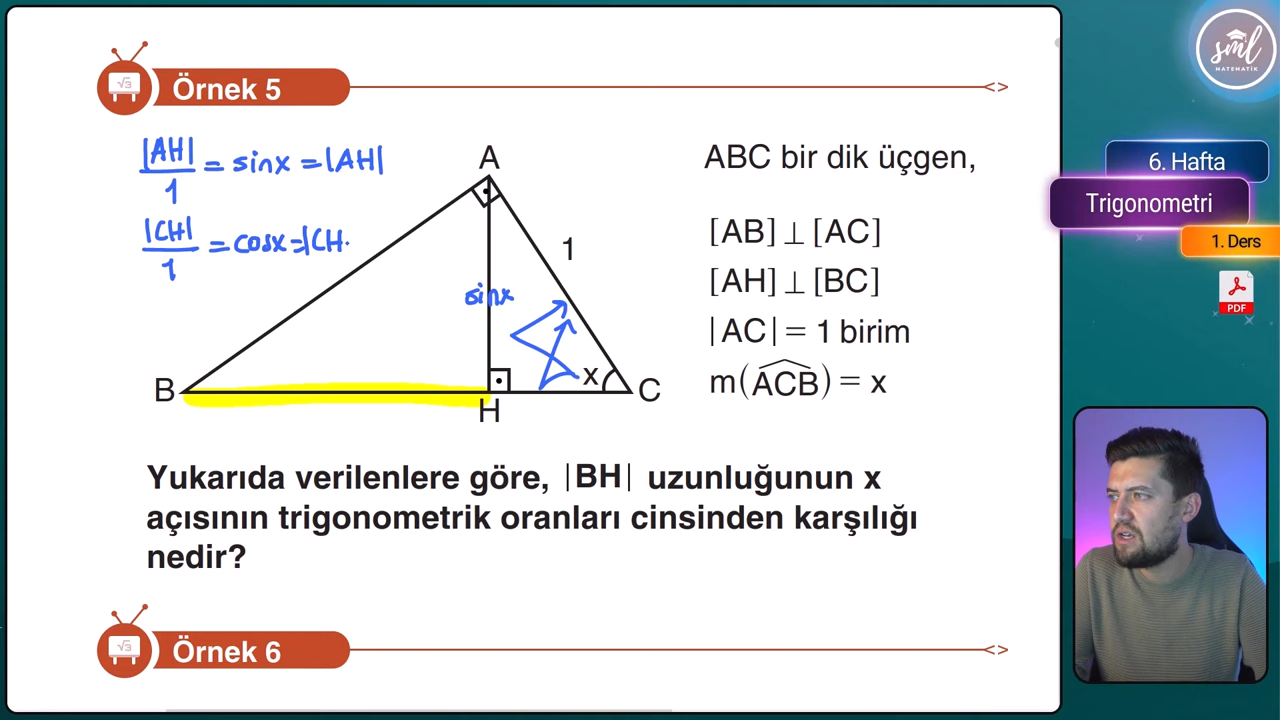 Örnek 5
<>
|AH|/1 = sinx = |AH|
|CH|/1 = cosx = |CH
A
B
H
C
1
sinx
x
ABC bir dik üçgen,
[AB] ⊥ [AC]
[AH] ⊥ [BC]
|AC| = 1 birim
m(ACB) = x
Yukarıda verilenlere göre, |BH| uzunluğunun x
açısının trigonometrik oranları cinsinden karşılığı
nedir?
Örnek 6
<>
sml
MATEMATİK
6. Hafta
Trigonometri
1. Ders
PDF